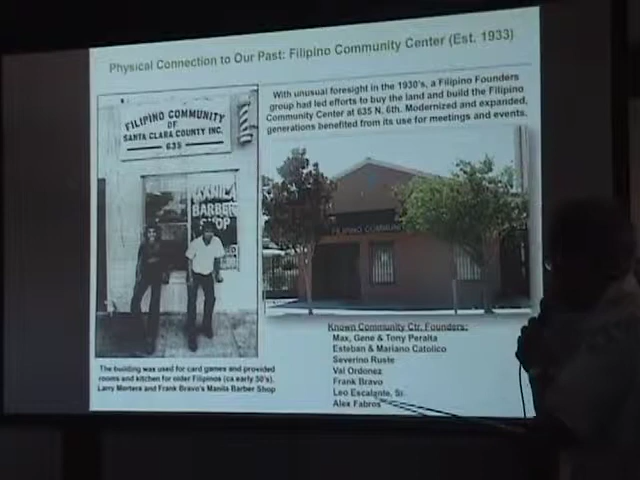 Physical Connection to Our Past: Filipino Community Center (Est. 1933)
With unusual foresight in the 1930's, a Filipino Founders
group had led efforts to buy the land and build the Filipino
Community Center at 635 N. 6th. Modernized and expanded,
generations benefited from its use for meetings and events.
FILIPINO COMMUNITY
OF
SANTA CLARA COUNTY INC.
635
MANILA
BARBER
SHOP
FILIPINO COMMUNI
The building was used for card games and provided
rooms and kitchen for older Filipinos (ca early 50's).
Larry Mortera and Frank Bravo's Manila Barber Shop
Known Community Ctr. Founders:
Max, Gene & Tony Peralta
Esteban & Mariano Catolico
Severino Ruste
Val Ordonez
Frank Bravo
Leo Escalante, Sr.
Alex Fabros